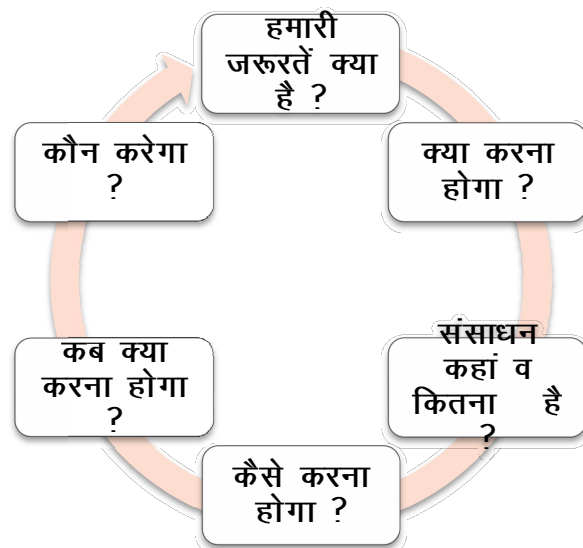 हमारी
जरूरतें क्या
है ?
क्या करना
होगा ?
संसाधन
कहां व
कितना है
?
कैसे करना
होगा ?
कब क्या
करना होगा
?
कौन करेगा
?